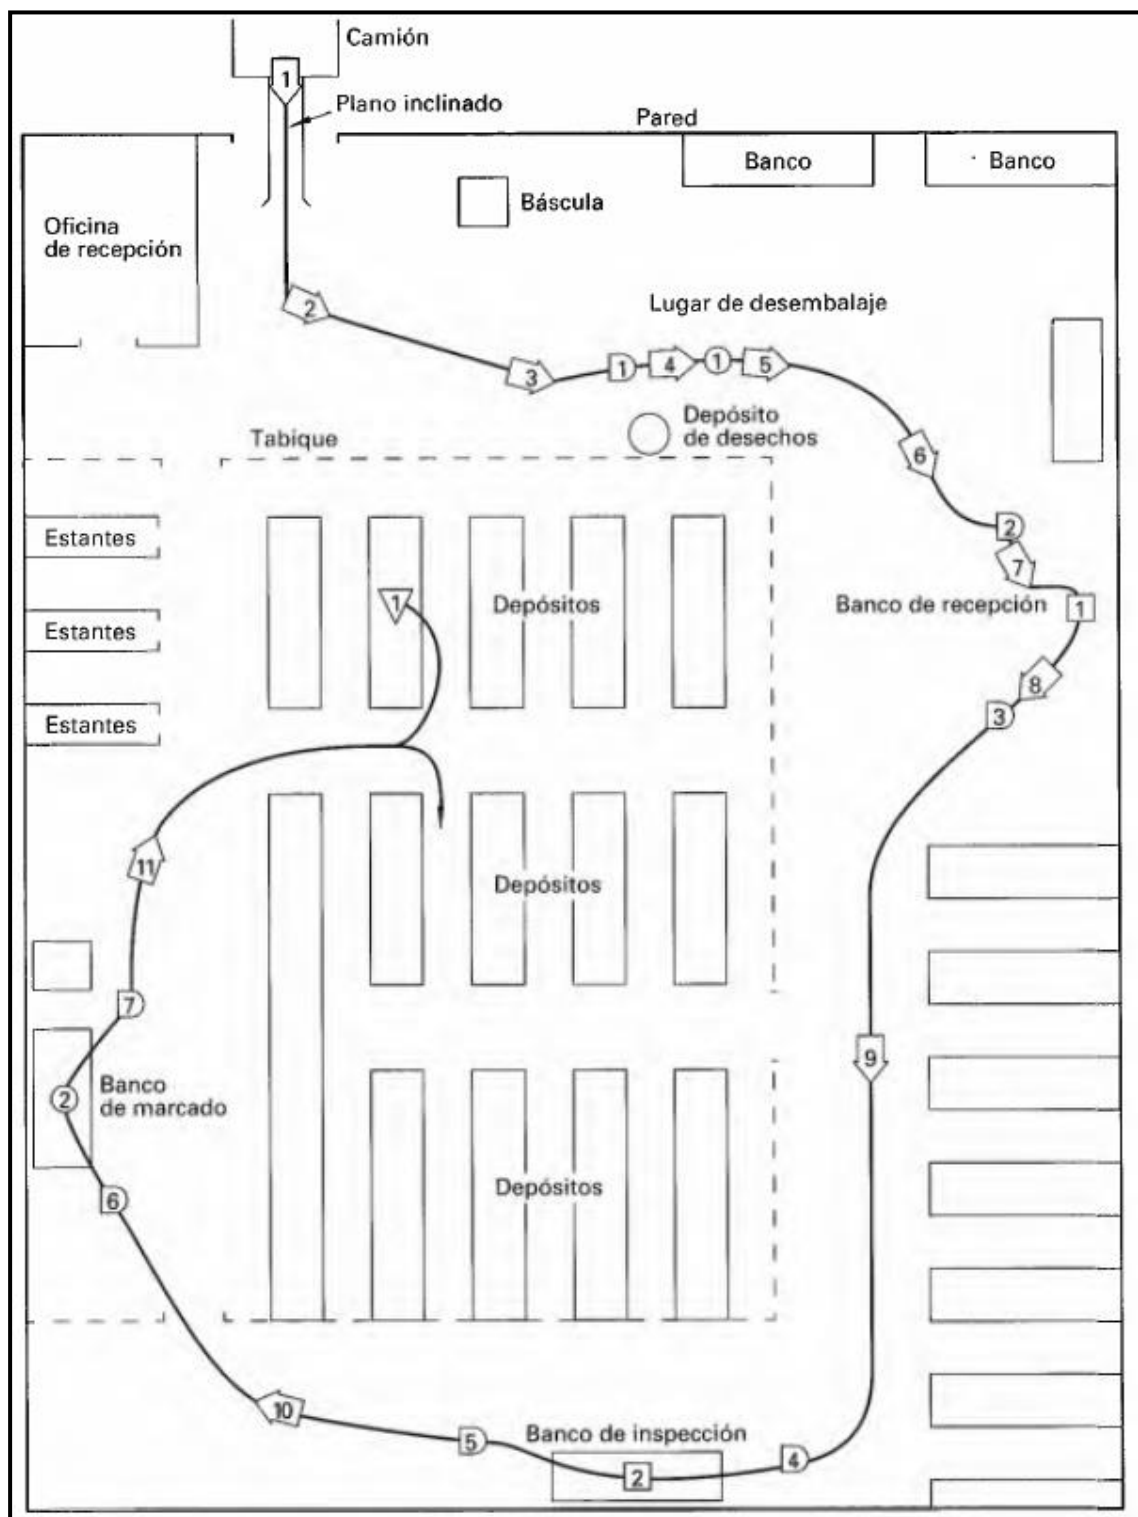 Camión
1
Plano inclinado
Pared
Banco
Banco
Báscula
Oficina
de recepción
2
Lugar de desembalaje
3
1
4
1
5
Depósito
de desechos
Tabique
6
Estantes
2
7
1
Depósitos
Banco de recepción
1
Estantes
8
3
Estantes
11
Depósitos
7
9
2
Banco
de marcado
6
Depósitos
10
5
Banco de inspección
4
2